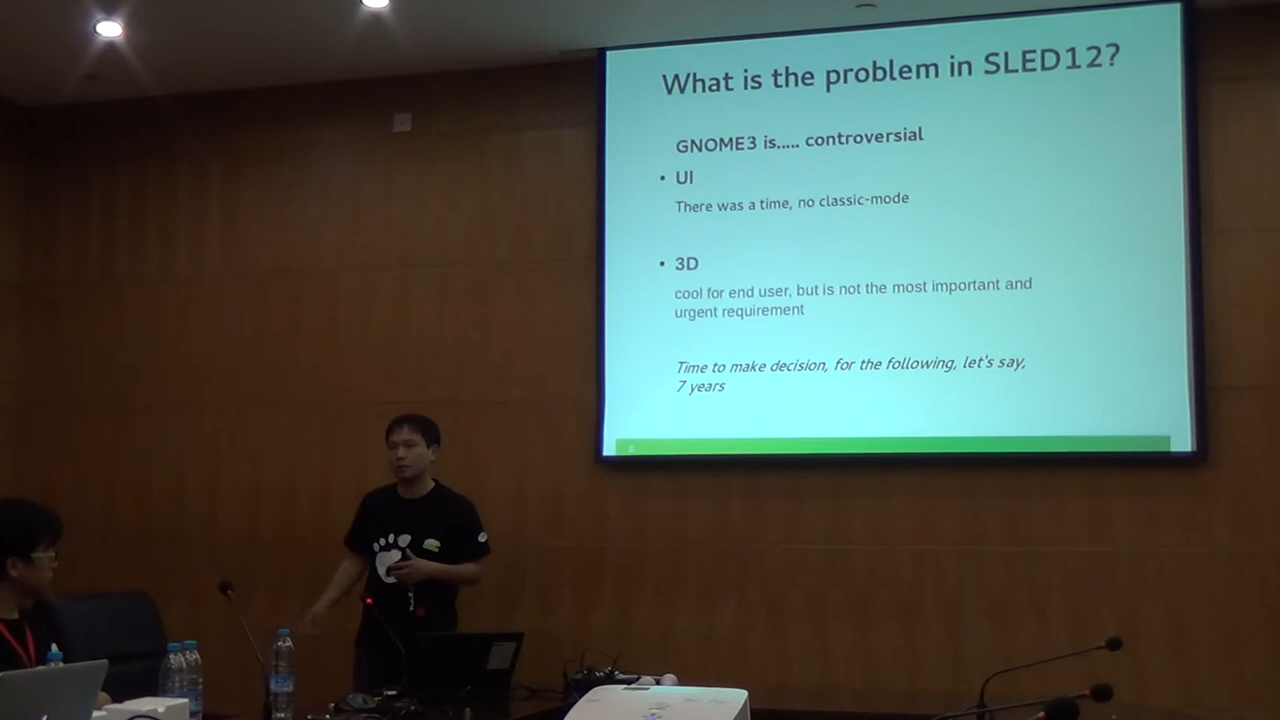 What is the problem in SLED12?
GNOME3 is..... controversial
• UI
There was a time, no classic-mode
• 3D
cool for end user, but is not the most important and
urgent requirement
Time to make decision, for the following, let's say,
7 years
6